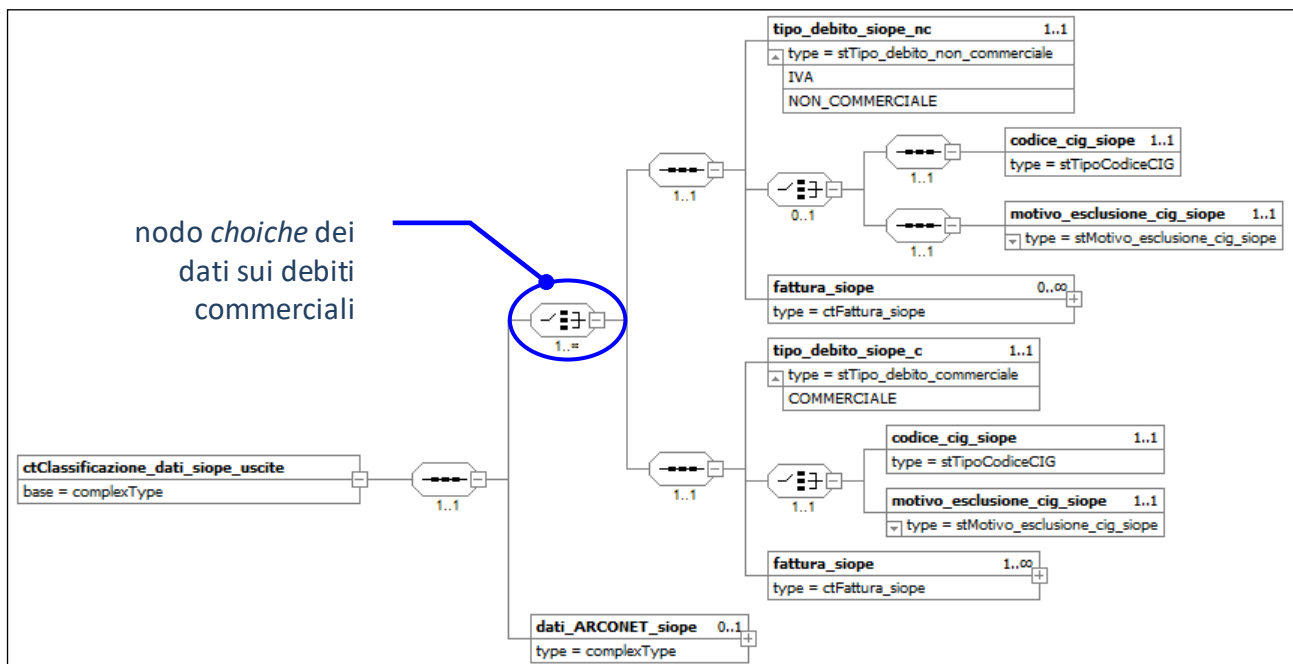 tipo_debito_siope_nc 1..1
type = stTipo_debito_non_commerciale
IVA
NON_COMMERCIALE
codice_cig_siope 1..1
type = stTipoCodiceCIG
1..1
1..1
0..1
motivo_esclusione_cig_siope 1..1
type = stMotivo_esclusione_cig_siope
1..1
nodo choiche dei
dati sui debiti
commerciali
fattura_siope 0..∞
type = ctFattura_siope
1..∞
tipo_debito_siope_c 1..1
type = stTipo_debito_commerciale
COMMERCIALE
codice_cig_siope 1..1
type = stTipoCodiceCIG
ctClassificazione_dati_siope_uscite
base = complexType
1..1
1..1
1..1
motivo_esclusione_cig_siope 1..1
type = stMotivo_esclusione_cig_siope
fattura_siope 1..∞
type = ctFattura_siope
dati_ARCONET_siope 0..1
type = complexType